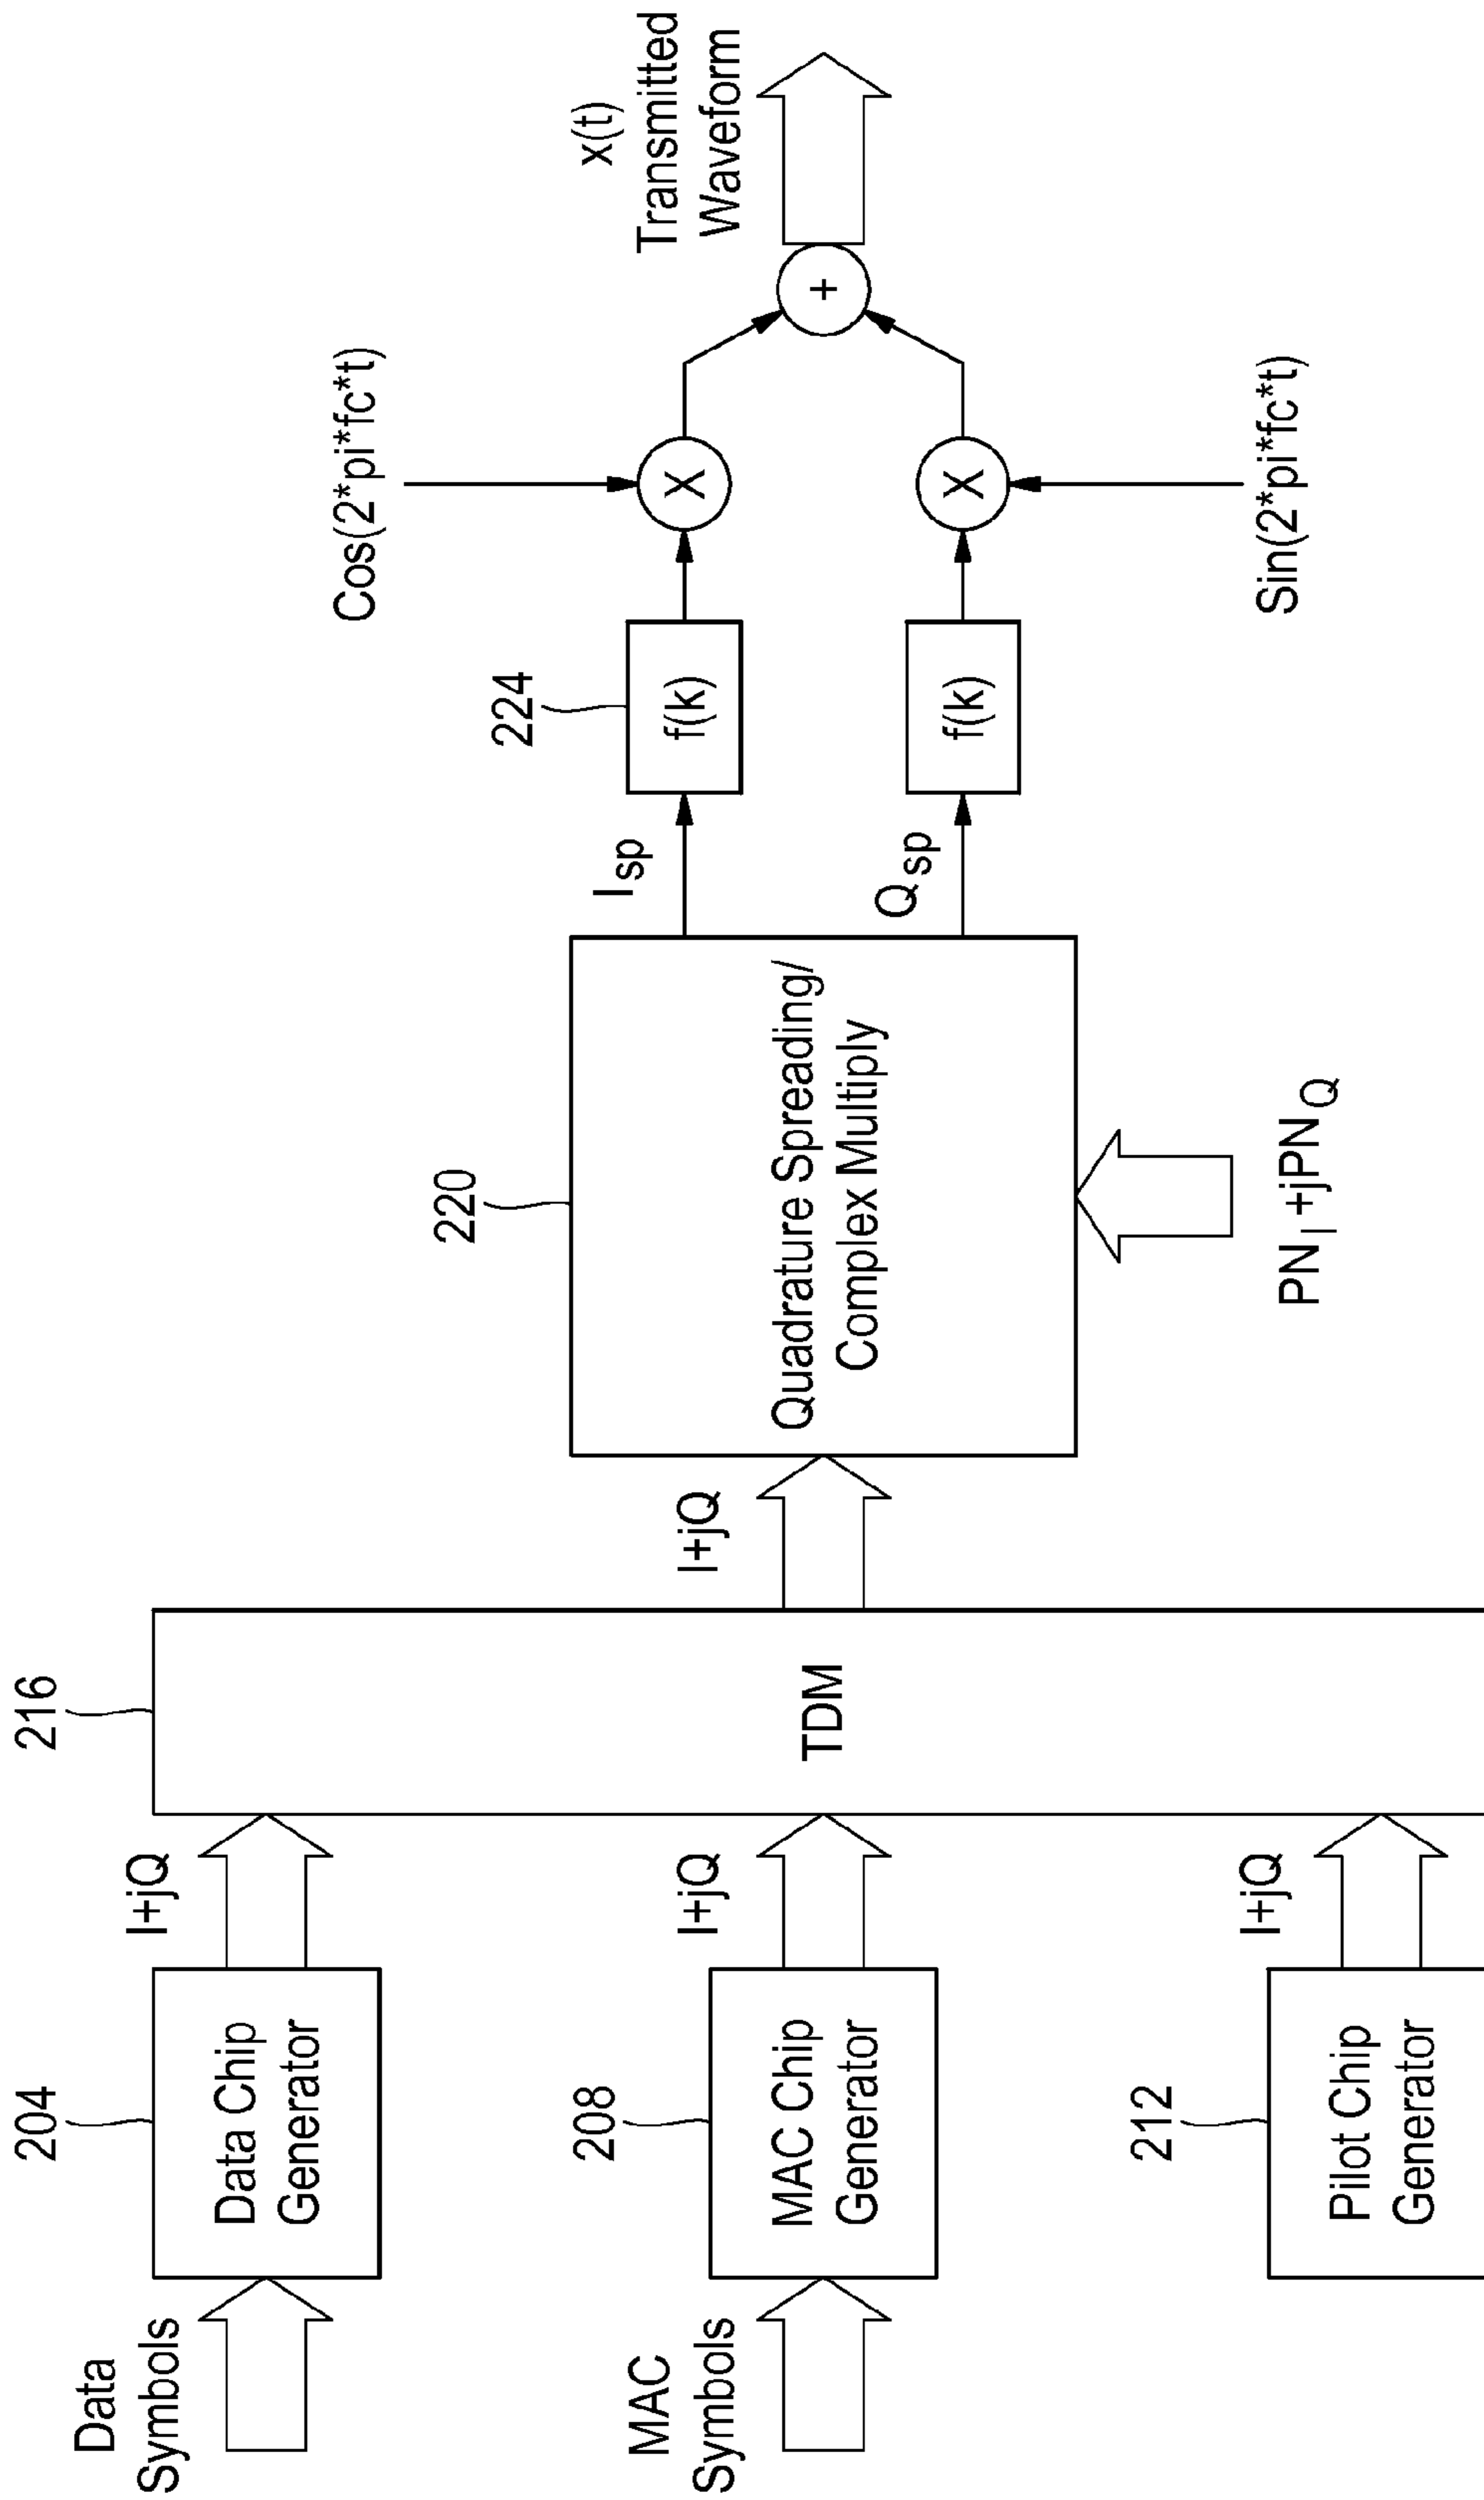 Data
Symbols
204
Data Chip
Generator
I+jQ
MAC
Symbols
208
MAC Chip
Generator
I+jQ
212
Pilot Chip
Generator
I+jQ
216
TDM
I+jQ
220
Quadrature Spreading/
Complex Multiply
PNI+jPNQ
Isp
Qsp
224
f(k)
f(k)
Cos(2*pi*fc*t)
X
X
Sin(2*pi*fc*t)
+
x(t)
Transmitted
Waveform